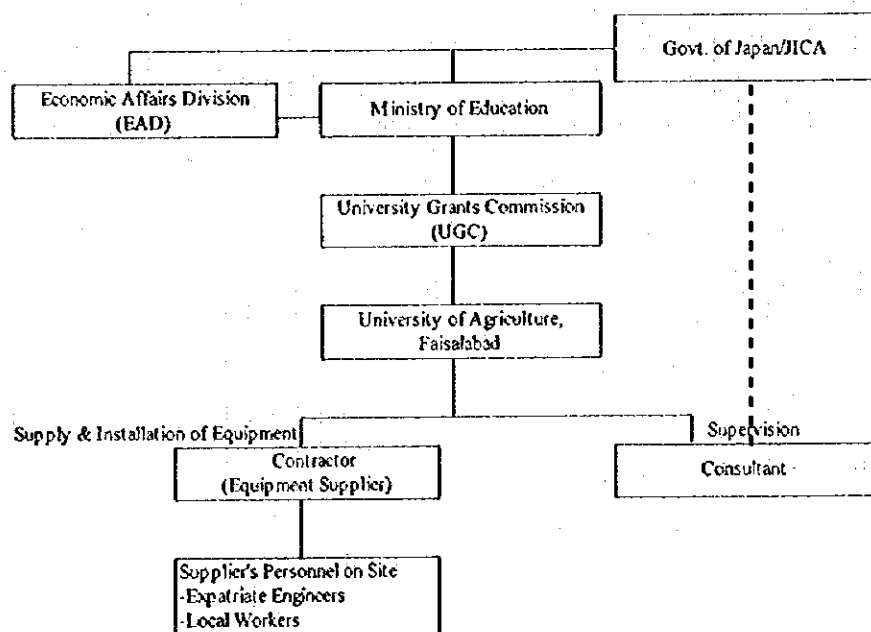 Govt. of Japan/JICA
Economic Affairs Division
(EAD)
Ministry of Education
University Grants Commission
(UGC)
University of Agriculture,
Faisalabad
Supply & Installation of Equipment
Supervision
Contractor
(Equipment Supplier)
Consultant
Supplier's Personnel on Site
-Expatriate Engineers
-Local Workers